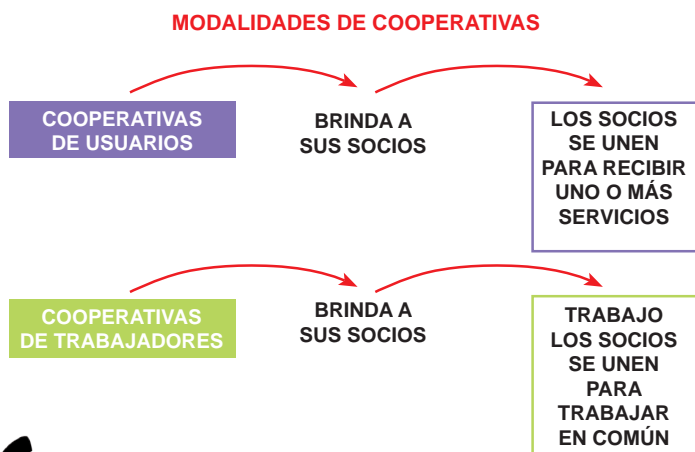 MODALIDADES DE COOPERATIVAS
COOPERATIVAS
DE USUARIOS
BRINDA A
SUS SOCIOS
LOS SOCIOS
SE UNEN
PARA RECIBIR
UNO O MÁS
SERVICIOS
COOPERATIVAS
DE TRABAJADORES
BRINDA A
SUS SOCIOS
TRABAJO
LOS SOCIOS
SE UNEN
PARA
TRABAJAR
EN COMÚN